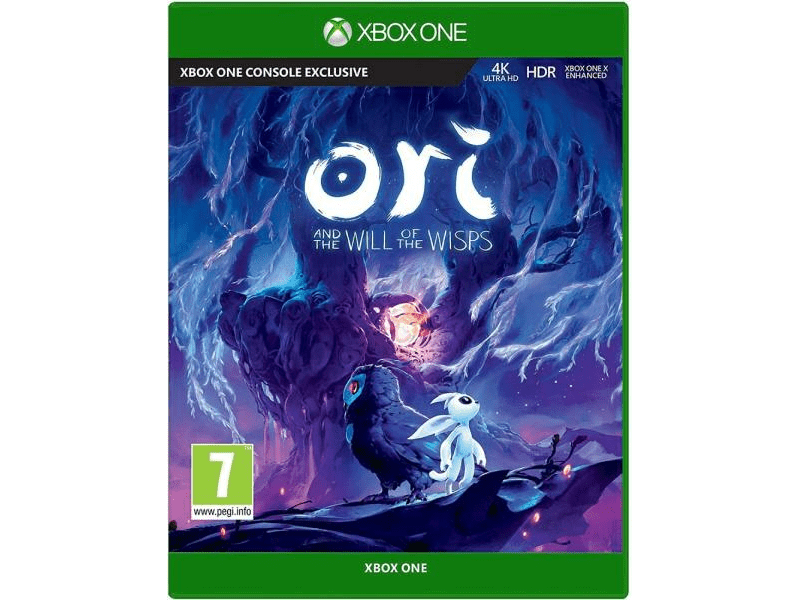 XBOX ONE
XBOX ONE CONSOLE EXCLUSIVE
4K
ULTRA HD
HDR
XBOX ONE X
ENHANCED
ori
AND THE WILL OF THE WISPS
7
™
www.pegi.info
XBOX ONE